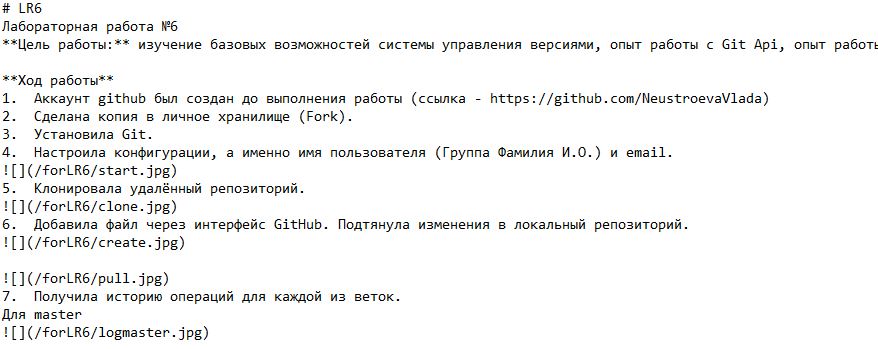 # LR6
Лабораторная работа №6
**Цель работы:** изучение базовых возможностей системы управления версиями, опыт работы с Git Api, опыт работы
**Ход работы**
1.  Аккаунт github был создан до выполнения работы (ссылка - https://github.com/NeustroevaVlada)
2.  Сделана копия в личное хранилище (Fork).
3.  Установила Git.
4.  Настроила конфигурации, а именно имя пользователя (Группа Фамилия И.О.) и email.
![](/forLR6/start.jpg)
5.  Клонировала удалённый репозиторий.
![](/forLR6/clone.jpg)
6.  Добавила файл через интерфейс GitHub. Подтянула изменения в локальный репозиторий.
![](/forLR6/create.jpg)
![](/forLR6/pull.jpg)
7.  Получила историю операций для каждой из веток.
Для master
![](/forLR6/logmaster.jpg)